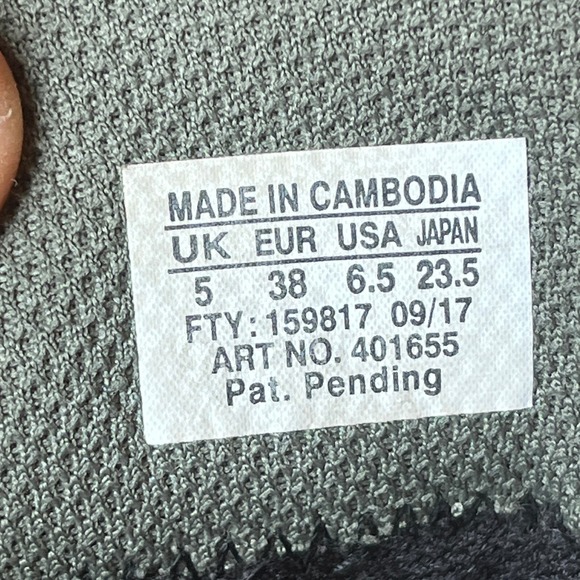 MADE IN CAMBODIA
UK EUR USA JAPAN
5 38 6.5 23.5
FTY: 159817 09/17
ART NO. 401655
Pat. Pending